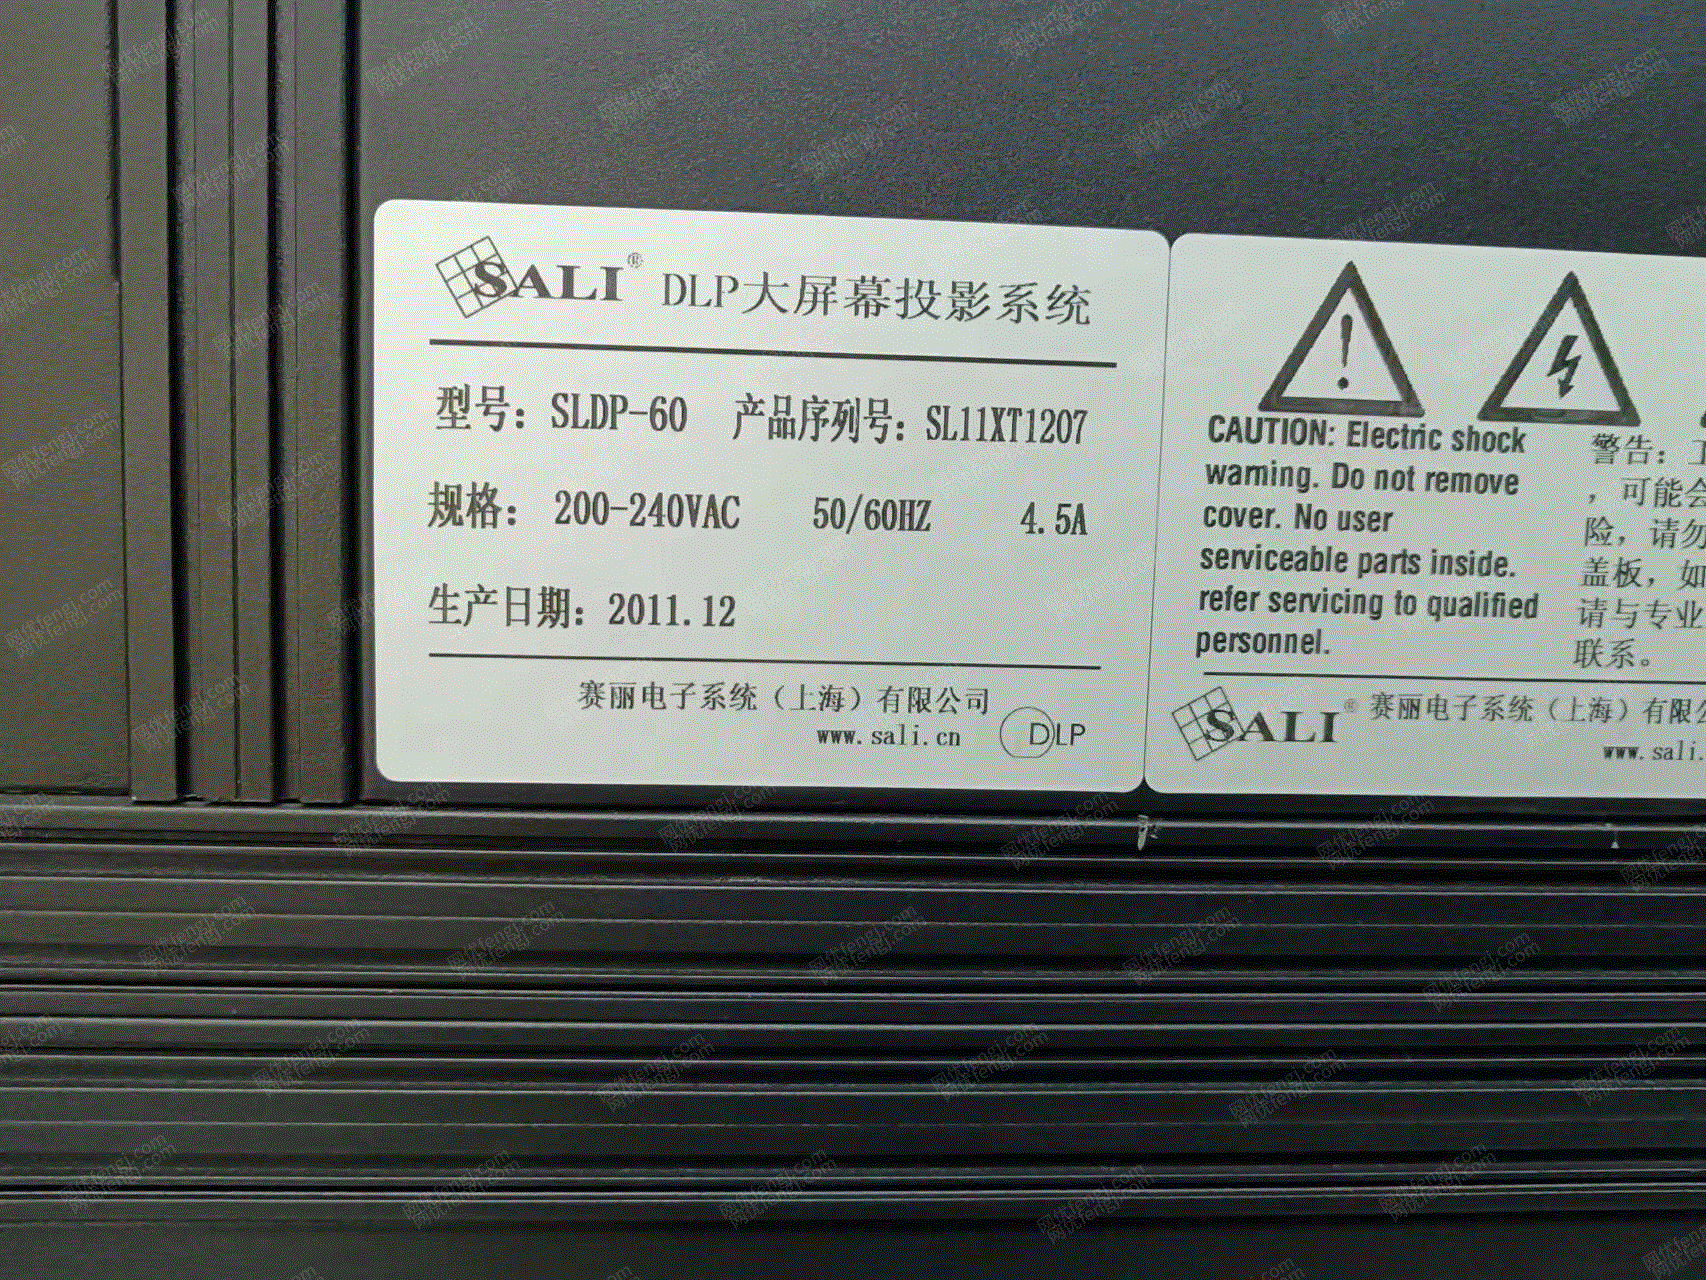 SALI® DLP大屏幕投影系统
型号：SLDP-60 产品序列号：SL11XT1207
规格： 200-240VAC 50/60HZ 4.5A
生产日期：2011.12
赛丽电子系统（上海）有限公司
www.sali.cn DLP
CAUTION: Electric shock
warning. Do not remove
cover. No user
serviceable parts inside.
refer servicing to qualified
personnel.
警告：
，可能会
险，请勿
盖板，如
请与专业
联系。
SALI® 赛丽电子系统（上海）有限公
www.sali.